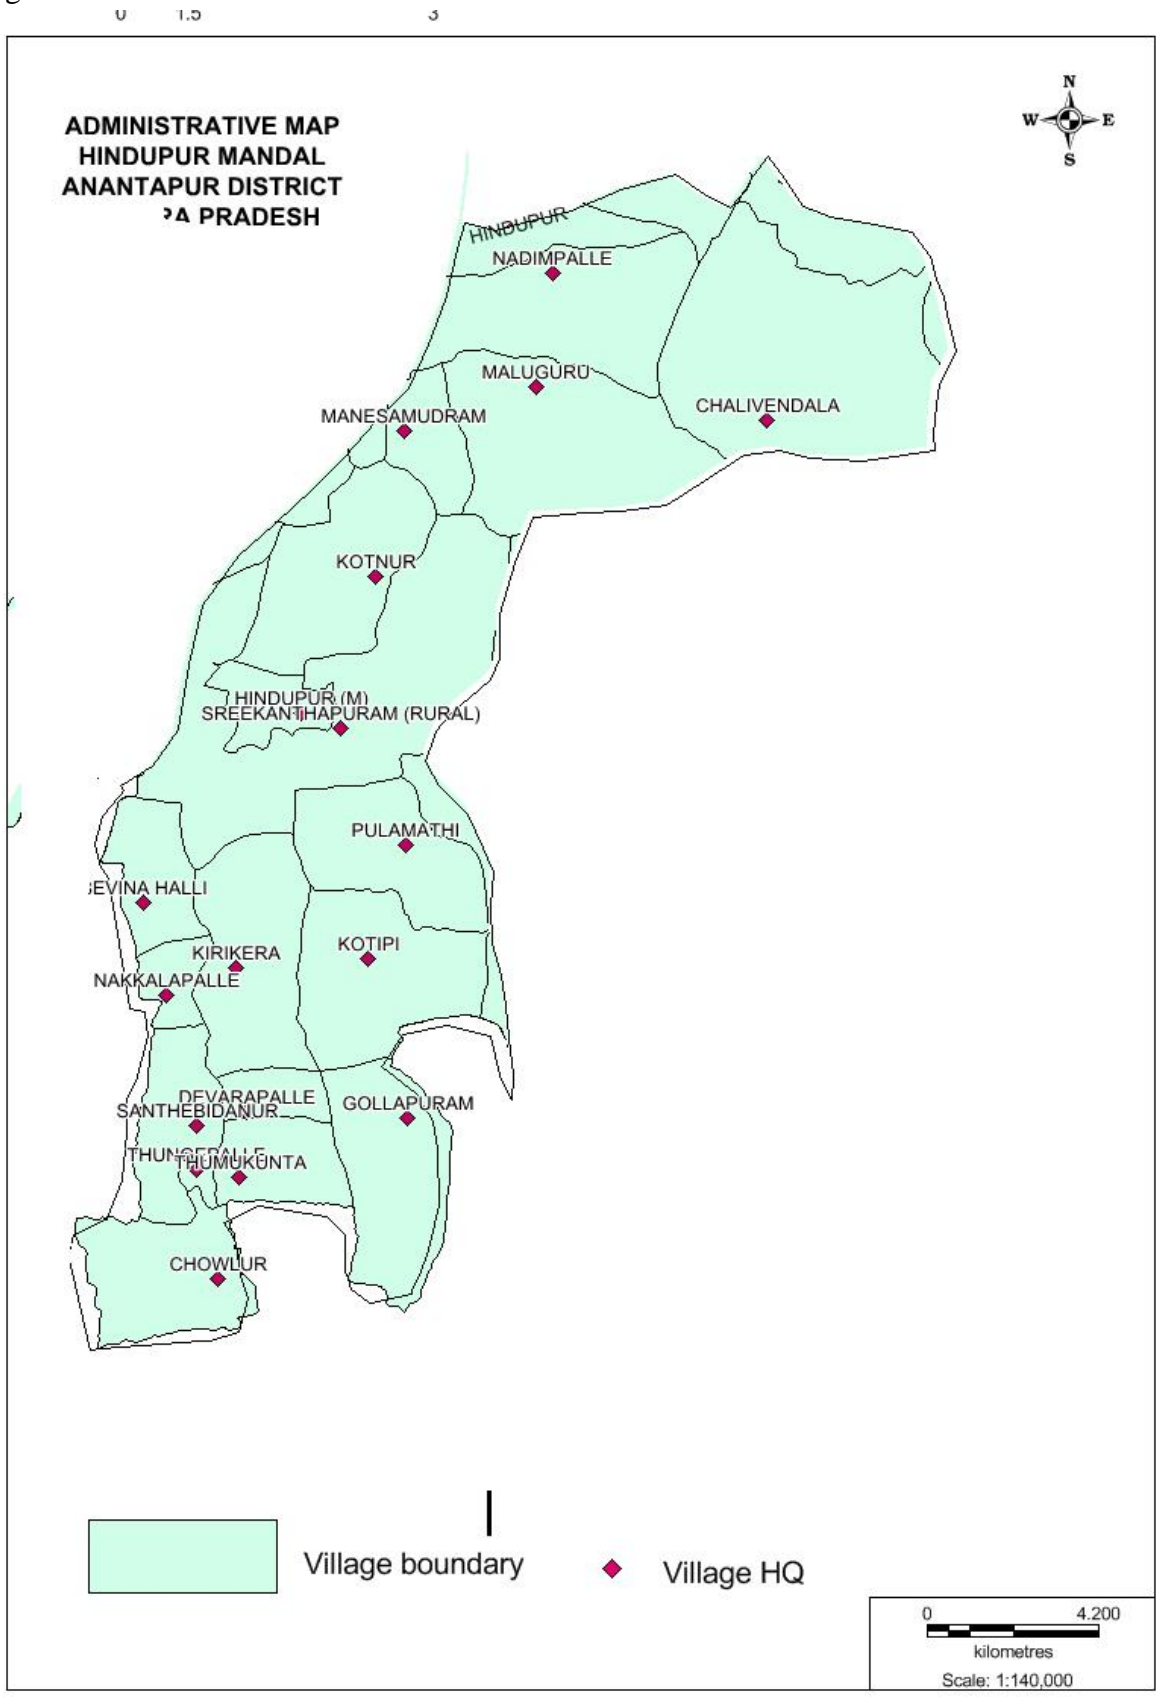 0 1.5 3
N
W E
S
ADMINISTRATIVE MAP
HINDUPUR MANDAL
ANANTAPUR DISTRICT
PRADESH
HINDUPUR
NADIMPALLE
MALUGURU
CHALIVENDALA
MANESAMUDRAM
KOTNUR
HINDUPUR (M)
SREEKANTHAPURAM (RURAL)
PULAMATHI
HALLI
KIRIKERA
KOTIPI
NAKKALAPALLE
DEVARAPALLE
SANTHEBIDANUR
GOLLAPURAM
THUMUKUNTA
CHOWLUR
Village boundary
Village HQ
0 4.200
kilometres
Scale: 1:140,000